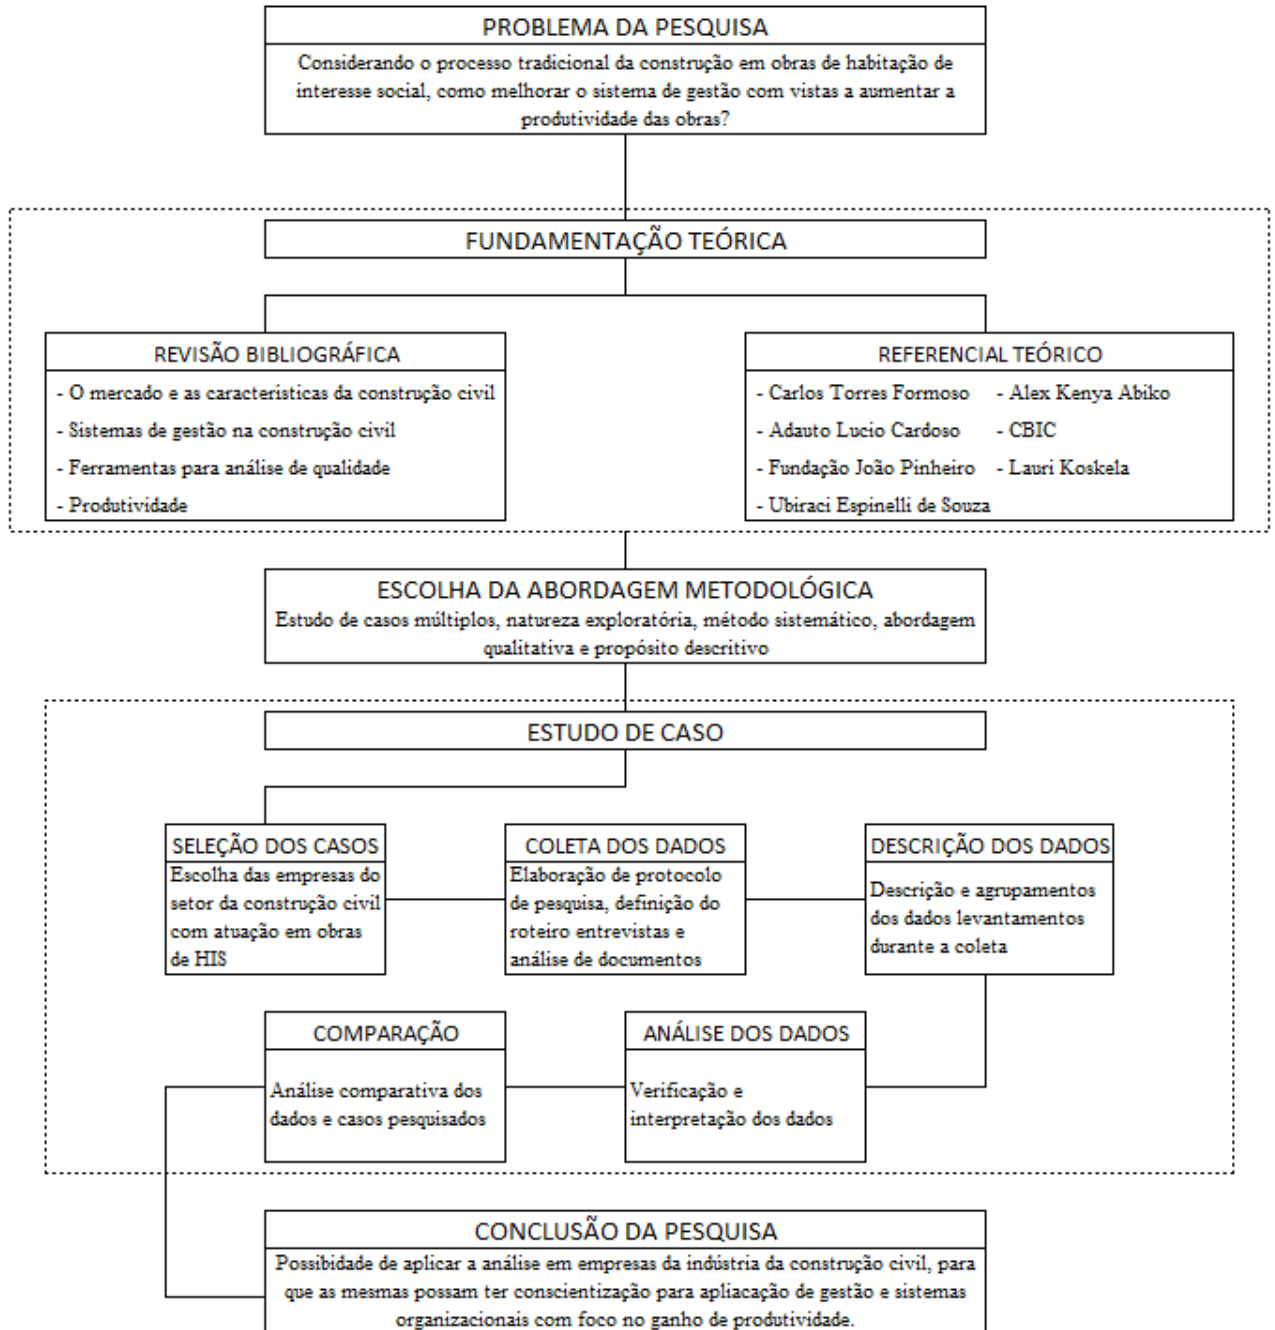 PROBLEMA DA PESQUISA
Considerando o processo tradicional da construção em obras de habitação de
interesse social, como melhorar o sistema de gestão com vistas a aumentar a
produtividade das obras?
FUNDAMENTAÇÃO TEÓRICA
REVISÃO BIBLIOGRÁFICA
- O mercado e as características da construção civil
- Sistemas de gestão na construção civil
- Ferramentas para análise de qualidade
- Produtividade
REFERENCIAL TEÓRICO
- Carlos Torres Formoso - Alex Kenya Abiko
- Adauto Lucio Cardoso - CBIC
- Fundação João Pinheiro - Lauri Koskela
- Ubiraci Espinelli de Souza
ESCOLHA DA ABORDAGEM METODOLÓGICA
Estudo de casos múltiplos, natureza exploratória, método sistemático, abordagem
qualitativa e propósito descritivo
ESTUDO DE CASO
SELEÇÃO DOS CASOS
Escolha das empresas do
setor da construção civil
com atuação em obras
de HIS
COLETA DOS DADOS
Elaboração de protocolo
de pesquisa, definição do
roteiro entrevistas e
análise de documentos
DESCRIÇÃO DOS DADOS
Descrição e agrupamentos
dos dados levantamentos
durante a coleta
COMPARAÇÃO
Análise comparativa dos
dados e casos pesquisados
ANÁLISE DOS DADOS
Verificação e
interpretação dos dados
CONCLUSÃO DA PESQUISA
Possibidade de aplicar a análise em empresas da indústria da construção civil, para
que as mesmas possam ter conscientização para apliacação de gestão e sistemas
organizacionais com foco no ganho de produtividade.